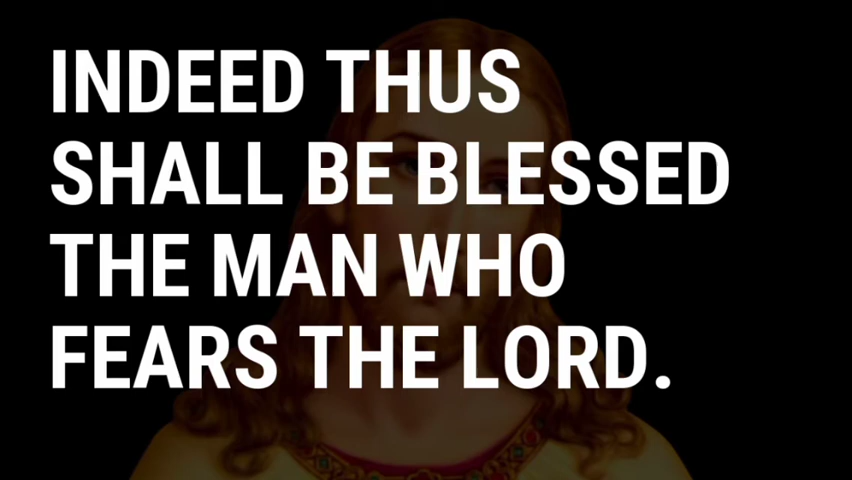 INDEED THUS
SHALL BE BLESSED
THE MAN WHO
FEARS THE LORD.